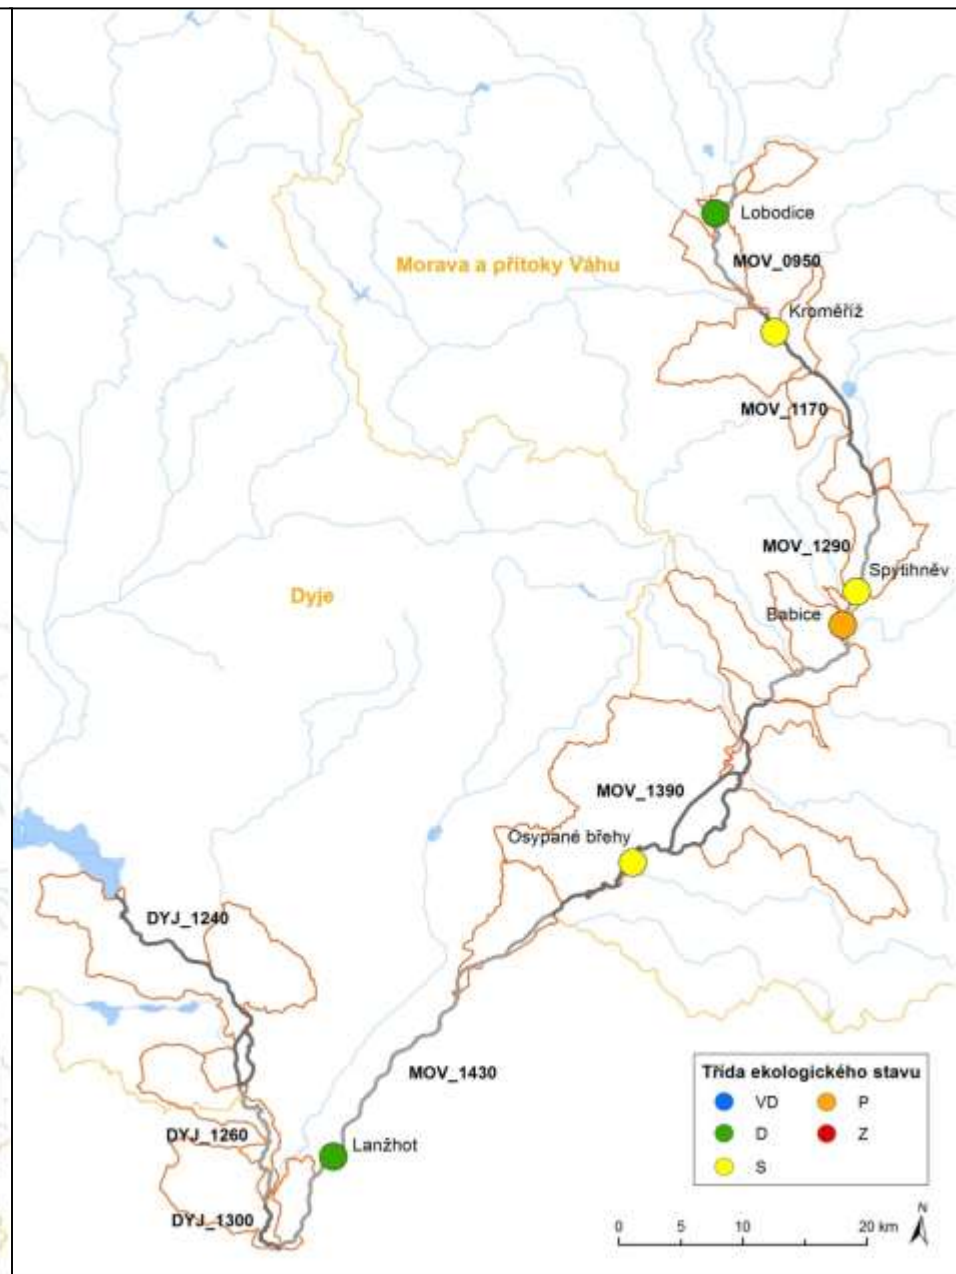 Lobodice
MOV_0950
Morava a přítoky Váhu
Kroměříž
MOV_1170
MOV_1290
Spytihněv
Dyje
Babice
MOV_1390
Osypané břehy
DYJ_1240
MOV_1430
Třída ekologického stavu
VD P
D Z
S
DYJ_1260
Lanžhot
DYJ_1300
N
0 5 10 20 km